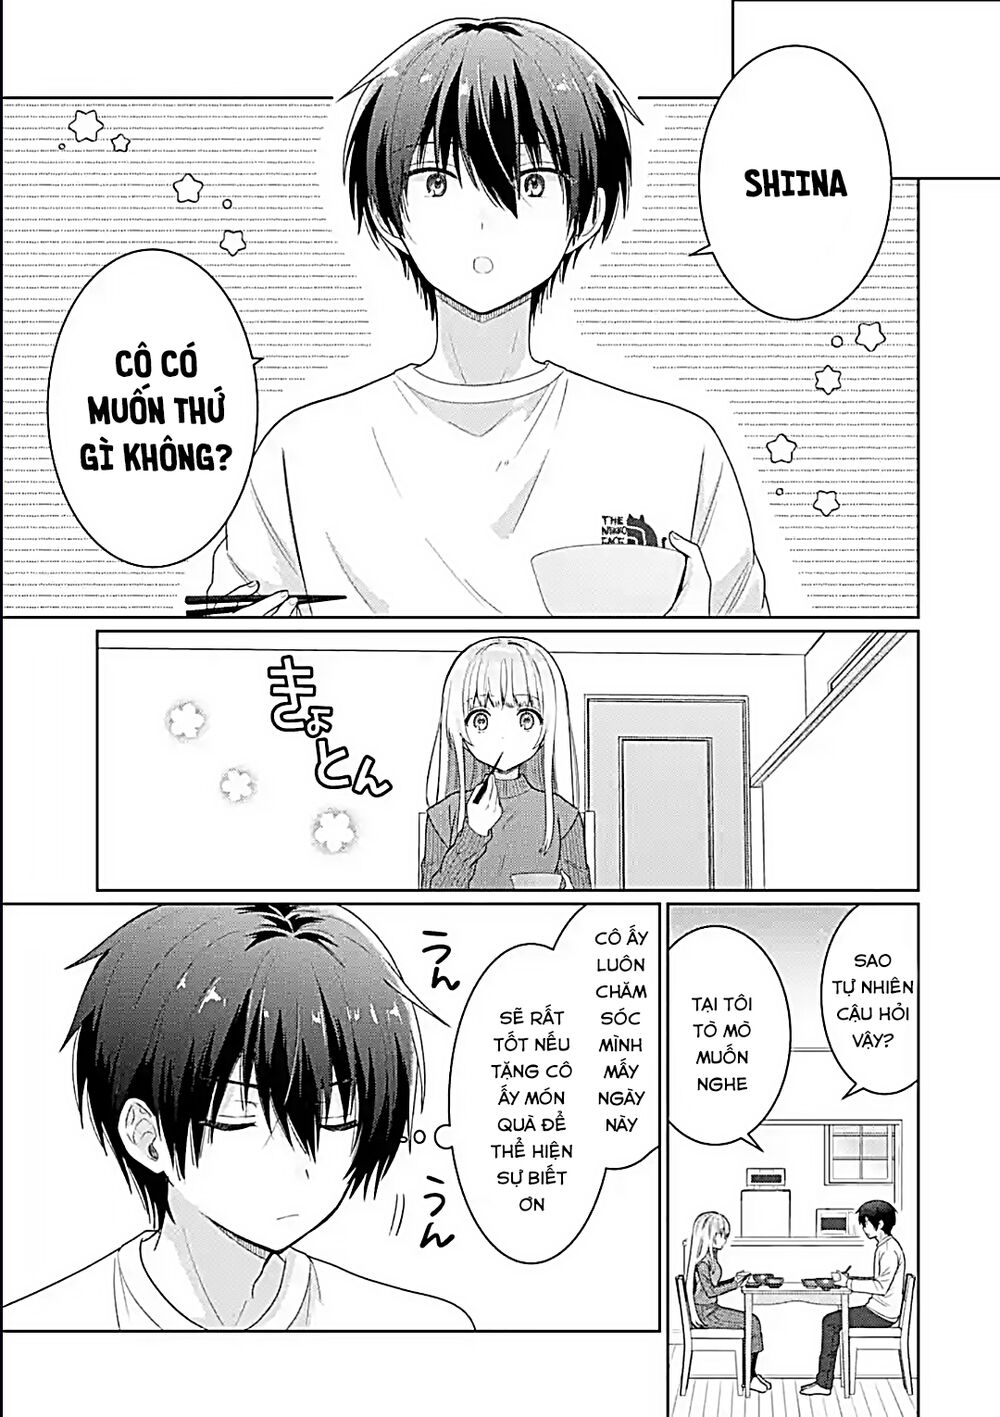 SHIINA
CÔ CÓ
MUỐN THỨ
GÌ KHÔNG?
THE
NIKKO
FACE
きょとん
SAO
TỰ NHIÊN
CẬU HỎI
VẬY?
TẠI TÔI
TÒ MÒ
MUỐN
NGHE
CÔ ẤY
LUÔN
CHĂM
SÓC
MÌNH
MẤY
NGÀY
NÀY
SẼ RẤT
TỐT NẾU
TẶNG CÔ
ẤY MÓN
QUÀ ĐỂ
THỂ HIỆN
SỰ BIẾT
ƠN
うん
うん